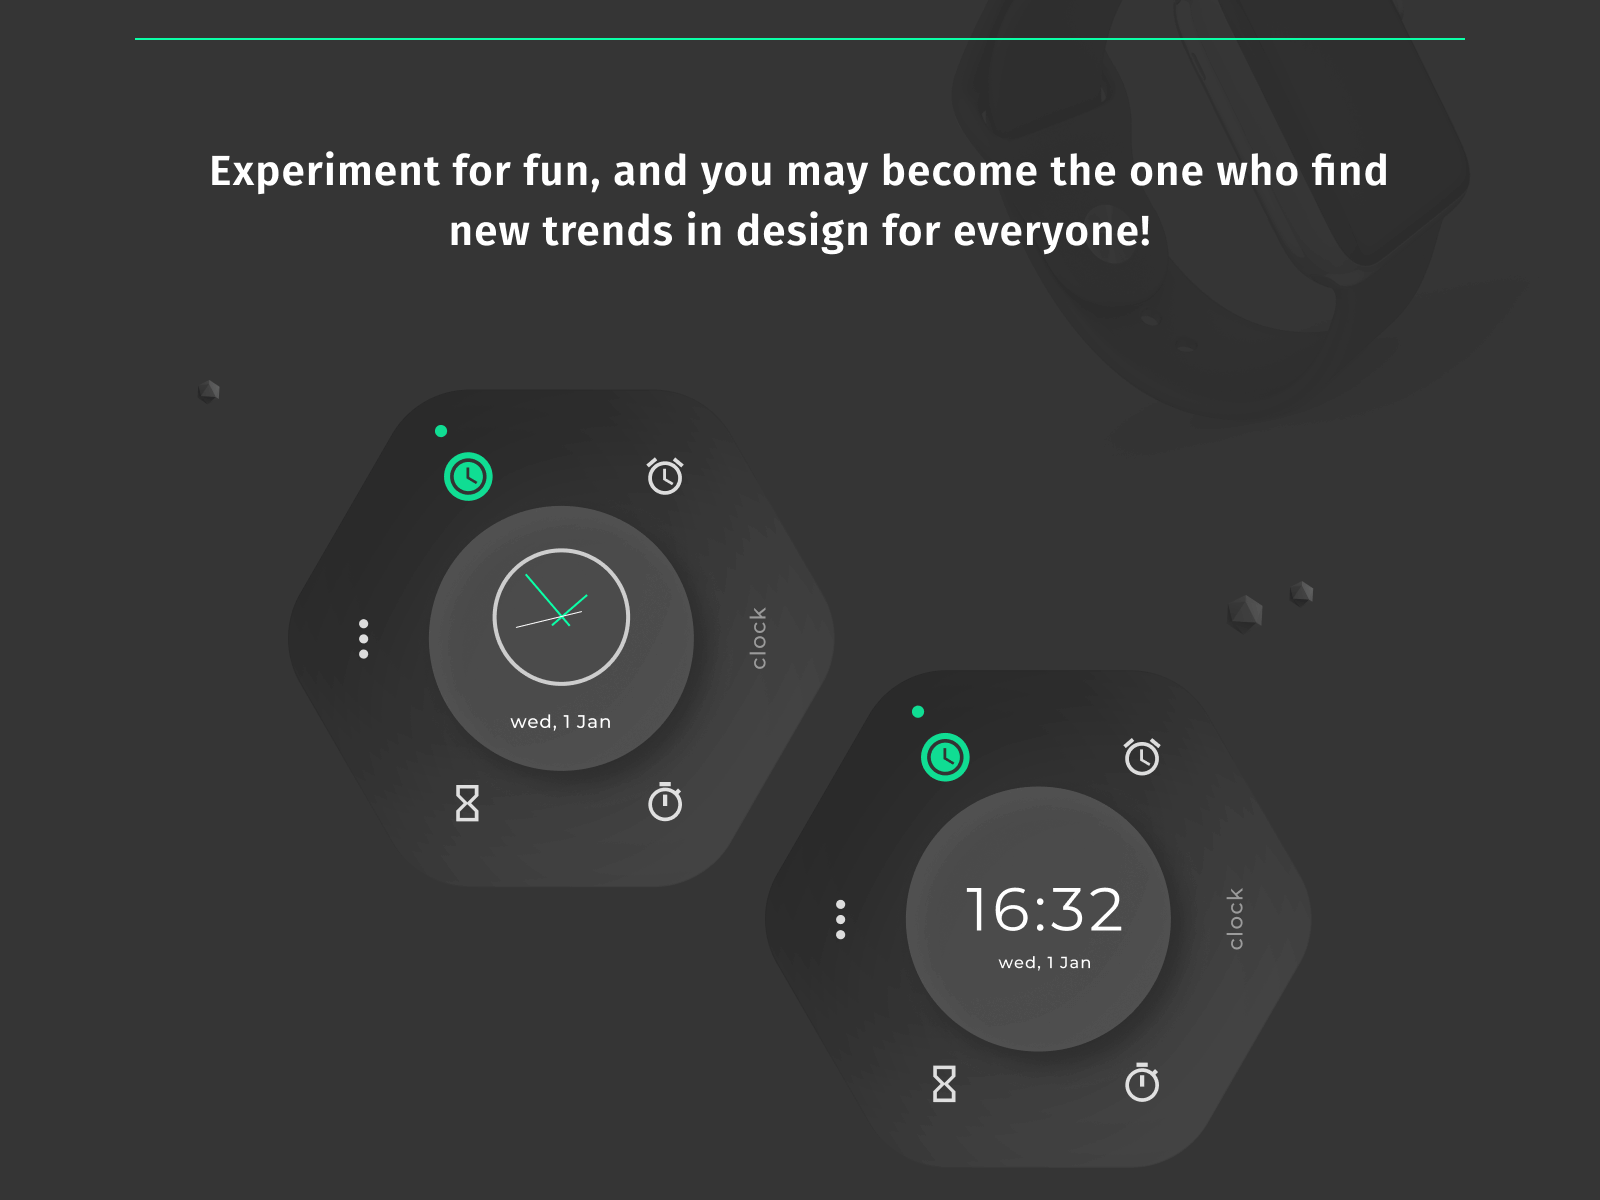 Experiment for fun, and you may become the one who find
new trends in design for everyone!
clock
wed, 1 Jan
16:32
clock
wed, 1 Jan